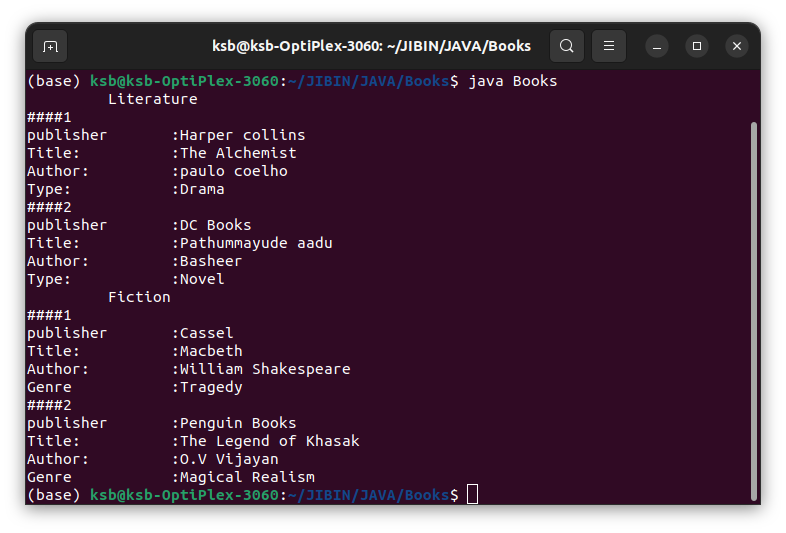 ksb@ksb-OptiPlex-3060: ~/JIBIN/JAVA/Books
(base) ksb@ksb-OptiPlex-3060:~/JIBIN/JAVA/Books$ java Books
Literature
####1
publisher :Harper collins
Title: :The Alchemist
Author: :paulo coelho
Type: :Drama
####2
publisher :DC Books
Title: :Pathummayude aadu
Author: :Basheer
Type: :Novel
Fiction
####1
publisher :Cassel
Title: :Macbeth
Author: :William Shakespeare
Genre :Tragedy
####2
publisher :Penguin Books
Title: :The Legend of Khasak
Author: :O.V Vijayan
Genre :Magical Realism
(base) ksb@ksb-OptiPlex-3060:~/JIBIN/JAVA/Books$